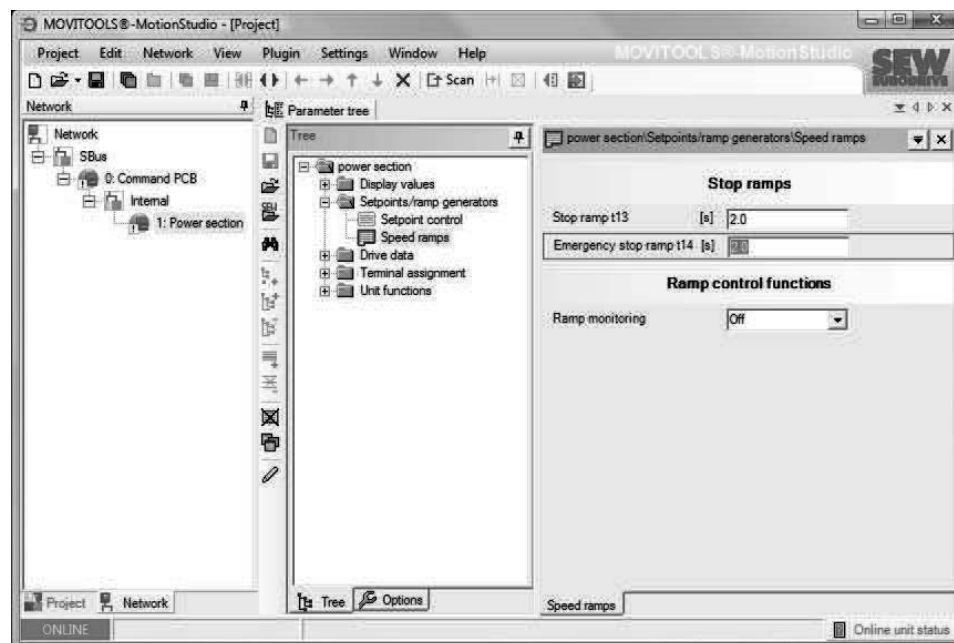 MOVITOOLS®-MotionStudio - [Project]
Project Edit Network View Plugin Settings Window Help
MOVITOOLS®-MotionStudio
SEW
EURODRIVE
Scan
Network
Parameter tree
Network
SBus
0: Command PCB
Internal
1: Power section
Tree
power section
Display values
Setpoints/ramp generators
Setpoint control
Speed ramps
Drive data
Terminal assignment
Unit functions
power section\Setpoints/ramp generators\Speed ramps
Stop ramps
Stop ramp t13 [s] 2.0
Emergency stop ramp t14 [s] 2.0
Ramp control functions
Ramp monitoring Off
Project Network
Tree Options
Speed ramps
ONLINE
Online unit status